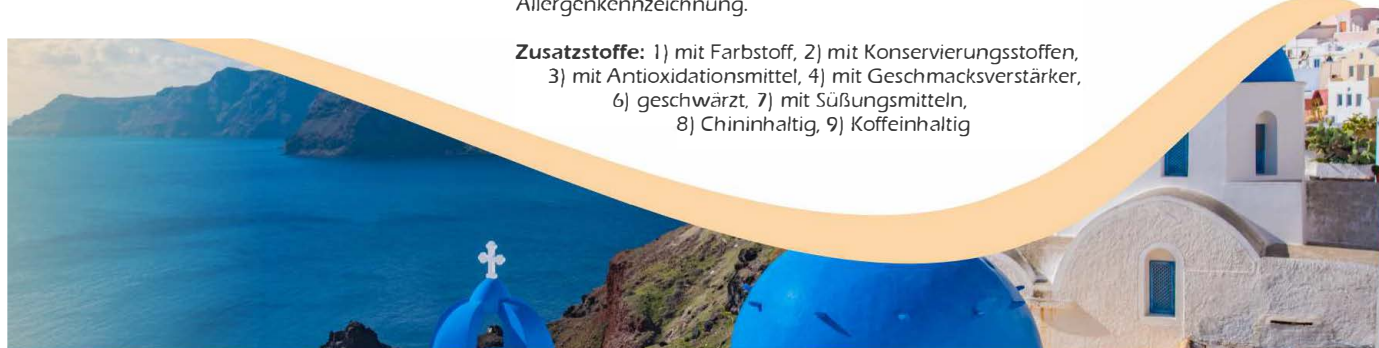 Allergenkennzeichnung.
Zusatzstoffe: 1) mit Farbstoff, 2) mit Konservierungsstoffen,
3) mit Antioxidationsmittel, 4) mit Geschmacksverstärker,
6) geschwärzt, 7) mit Süßungsmitteln,
8) Chininhaltig, 9) Koffeinhaltig